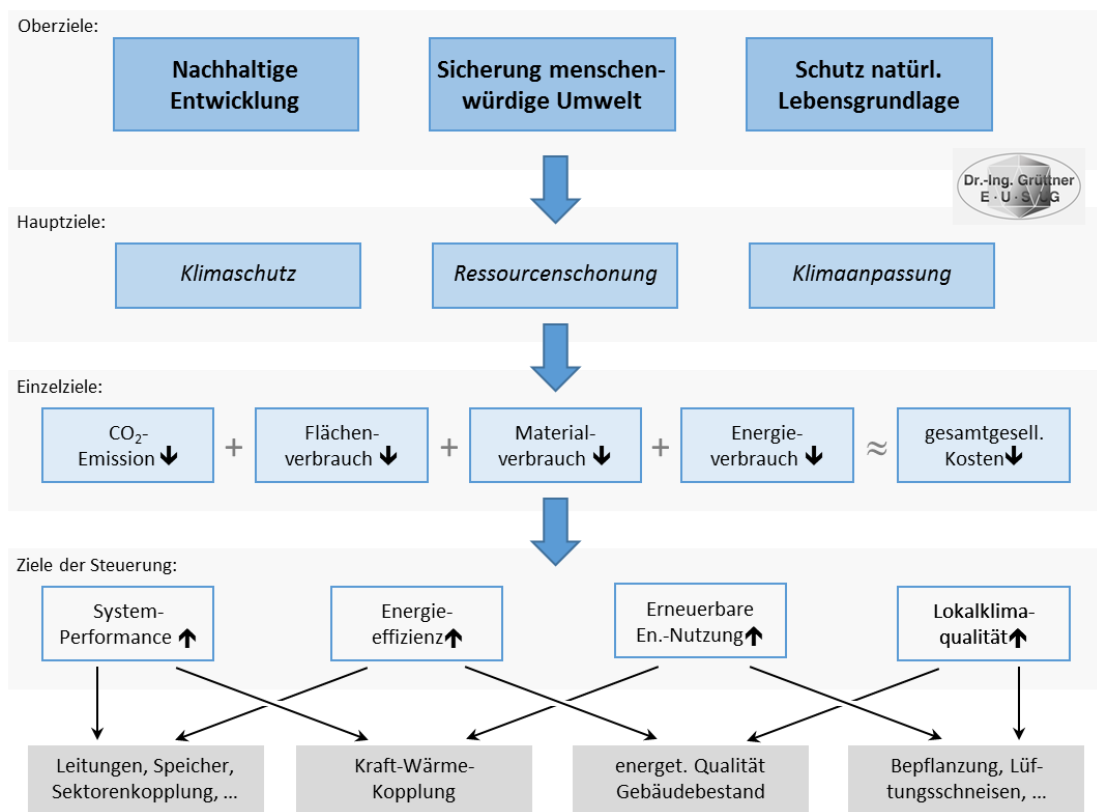 Oberziele:
Nachhaltige
Entwicklung
Sicherung menschen-
würdige Umwelt
Schutz natürl.
Lebensgrundlage
Dr.-Ing. Grüttner
E · U · S UG
Hauptziele:
Klimaschutz
Ressourcenschonung
Klimaanpassung
Einzelziele:
CO₂-
Emission ↓
+
Flächen-
verbrauch ↓
+
Material-
verbrauch ↓
+
Energie-
verbrauch ↓
≈
gesamtgesell.
Kosten ↓
Ziele der Steuerung:
System-
Performance ↑
Energie-
effizienz ↑
Erneuerbare
En.-Nutzung ↑
Lokalklima-
qualität ↑
Leitungen, Speicher,
Sektorenkopplung, ...
Kraft-Wärme-
Kopplung
energet. Qualität
Gebäudebestand
Bepflanzung, Lüf-
tungsschneisen, ...